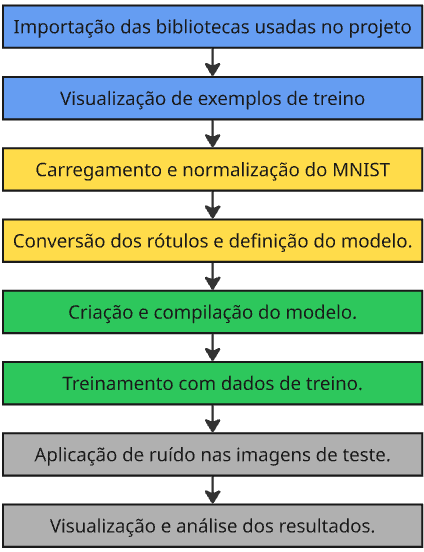 Importação das bibliotecas usadas no projeto
Visualização de exemplos de treino
Carregamento e normalização do MNIST
Conversão dos rótulos e definição do modelo.
Criação e compilação do modelo.
Treinamento com dados de treino.
Aplicação de ruído nas imagens de teste.
Visualização e análise dos resultados.